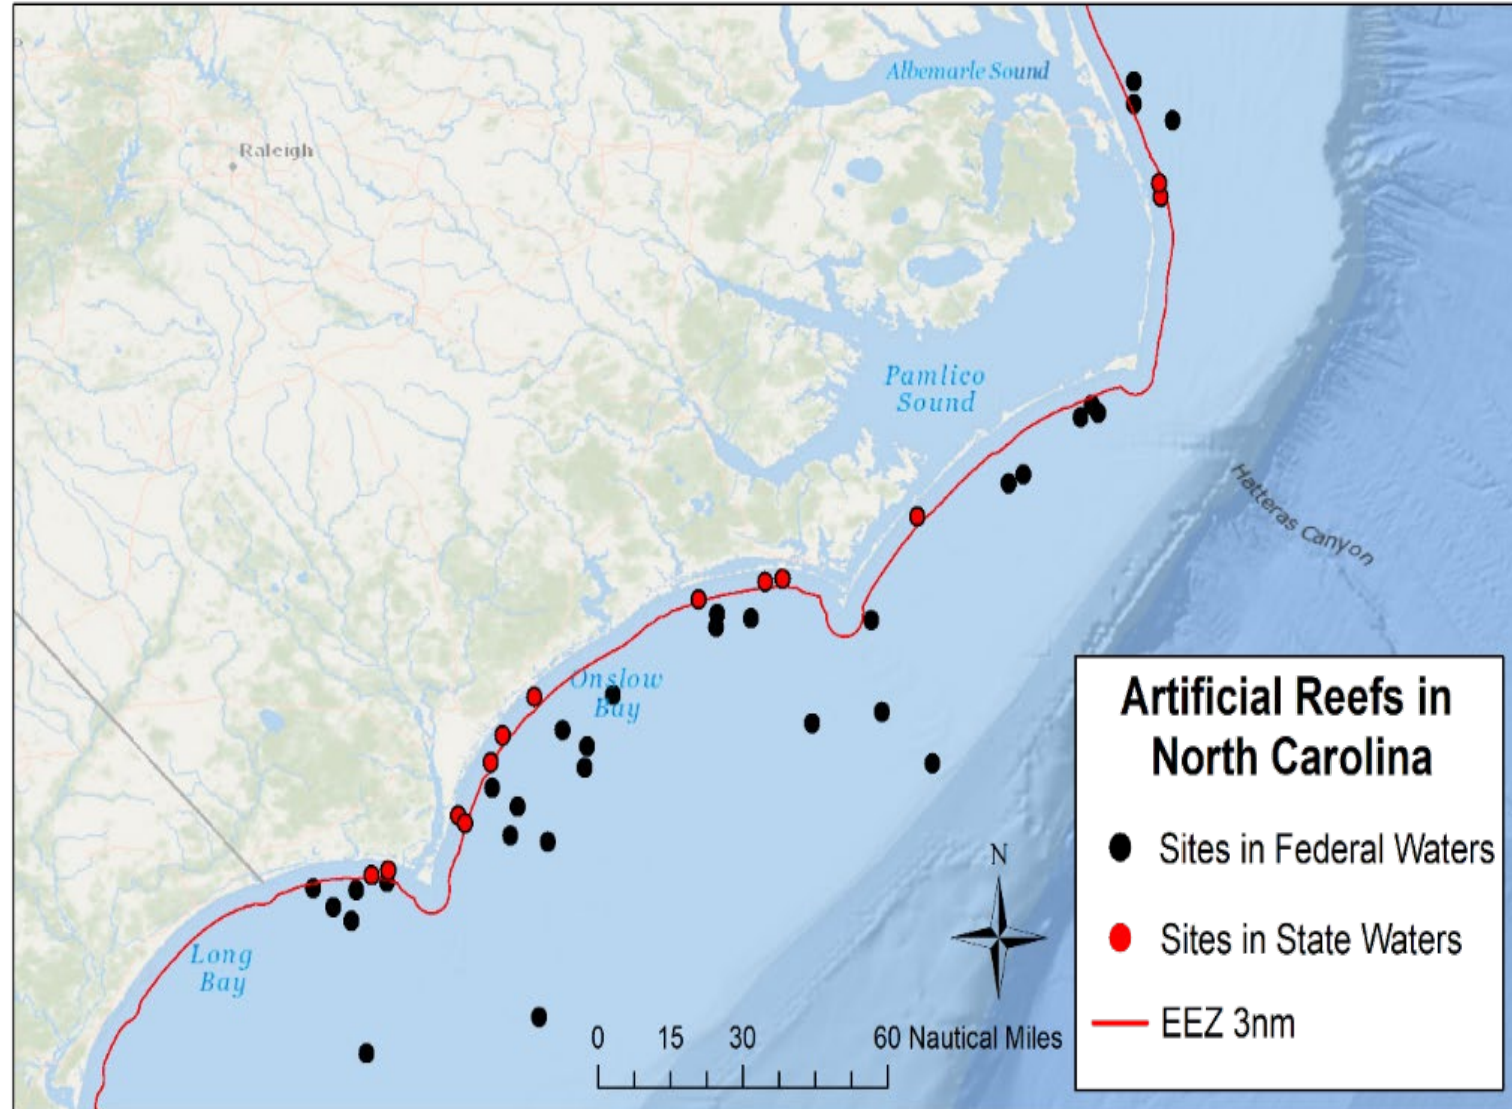 Albemarle Sound
Raleigh
Pamlico
Sound
Hatteras Canyon
Onslow
Bay
Long
Bay
N
0 15 30 60 Nautical Miles
Artificial Reefs in
North Carolina
Sites in Federal Waters
Sites in State Waters
EEZ 3nm